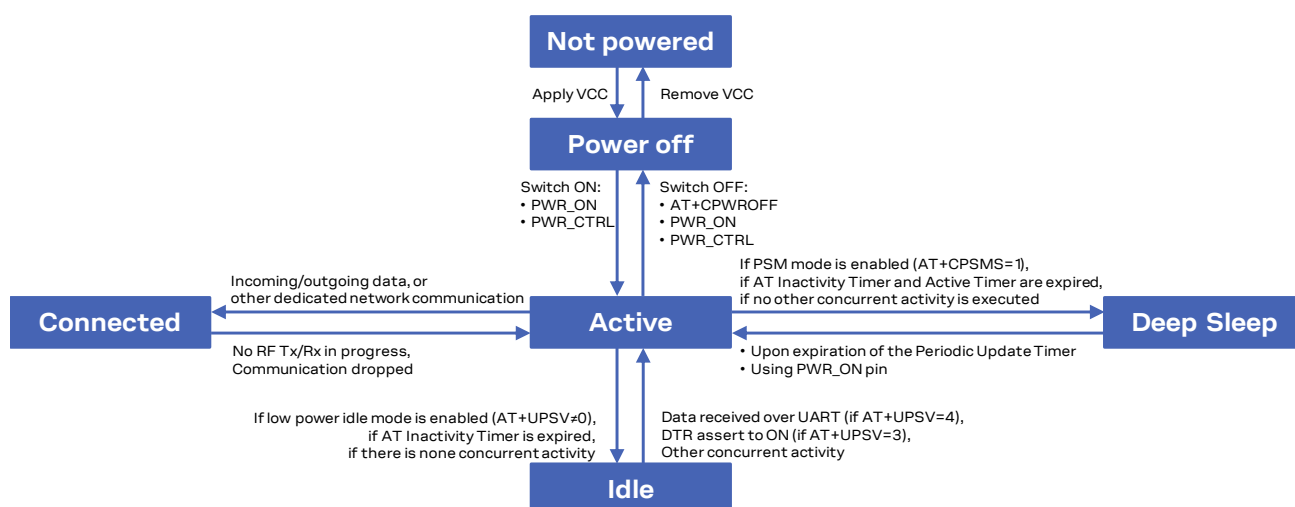 Not powered
Apply VCC
Remove VCC
Power off
Switch ON:
• PWR_ON
• PWR_CTRL
Switch OFF:
• AT+CPWROFF
• PWR_ON
• PWR_CTRL
Incoming/outgoing data, or
other dedicated network communication
If PSM mode is enabled (AT+CPSMS=1),
if AT Inactivity Timer and Active Timer are expired,
if no other concurrent activity is executed
Connected
Active
Deep Sleep
No RF Tx/Rx in progress,
Communication dropped
• Upon expiration of the Periodic Update Timer
• Using PWR_ON pin
If low power idle mode is enabled (AT+UPSV≠0),
if AT Inactivity Timer is expired,
if there is none concurrent activity
Data received over UART (if AT+UPSV=4),
DTR assert to ON (if AT+UPSV=3),
Other concurrent activity
Idle